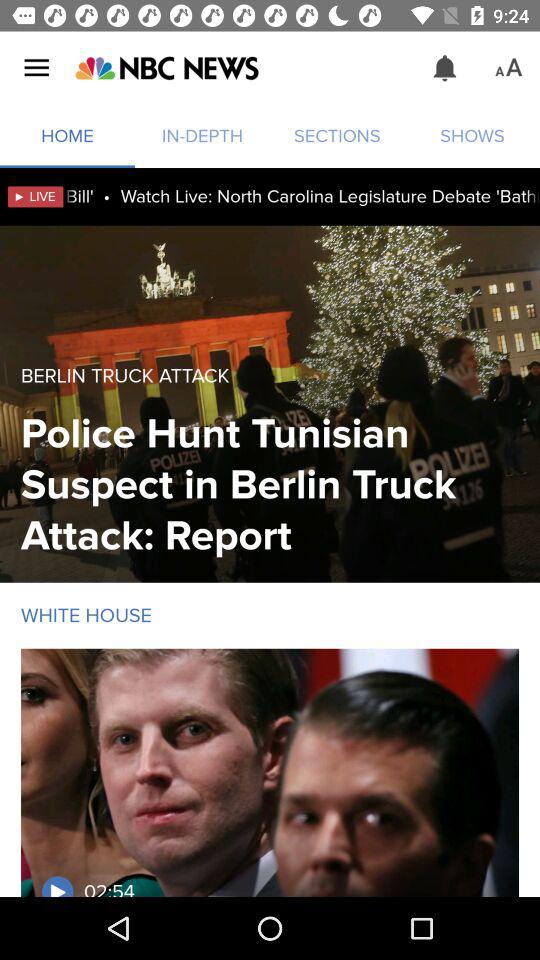 9:24
NBC NEWS
AA
HOME IN-DEPTH SECTIONS SHOWS
LIVE Bill' • Watch Live: North Carolina Legislature Debate 'Bath
BERLIN TRUCK ATTACK
Police Hunt Tunisian
Suspect in Berlin Truck
Attack: Report
POLIZEI
POLIZEI
WHITE HOUSE
02:54